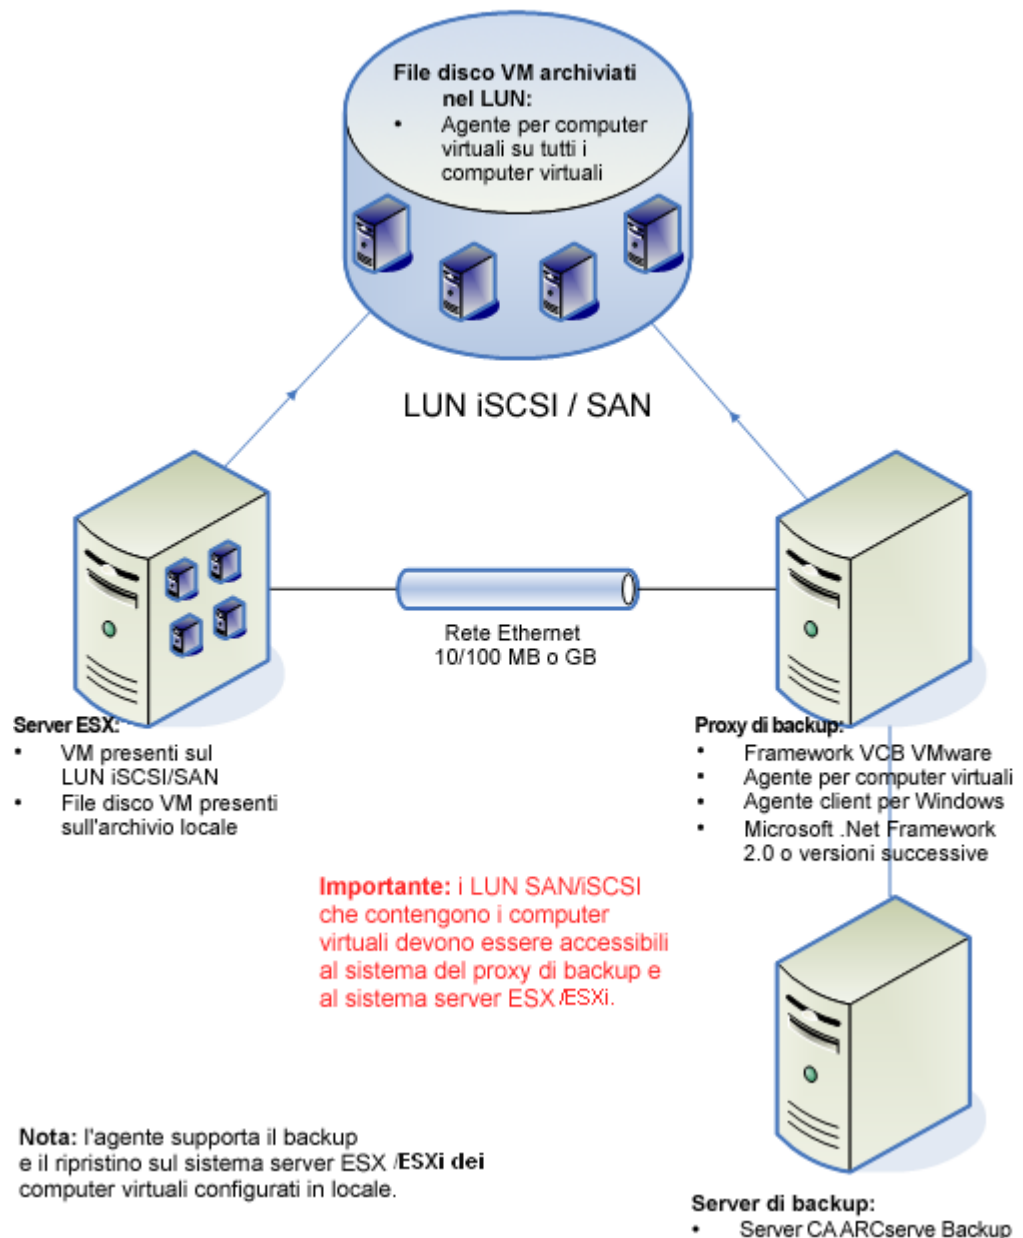 File disco VM archiviati
nel LUN:
• Agente per computer
virtuali su tutti i
computer virtuali
LUN iSCSI / SAN
Rete Ethernet
10/100 MB o GB
Server ESX:
• VM presenti sul
LUN iSCSI/SAN
• File disco VM presenti
sull'archivio locale
Proxy di backup:
• Framework VCB VMware
• Agente per computer virtuali
• Agente client per Windows
• Microsoft .Net Framework
2.0 o versioni successive
Importante: i LUN SAN/iSCSI
che contengono i computer
virtuali devono essere accessibili
al sistema del proxy di backup e
al sistema server ESX /ESXi.
Nota: l'agente supporta il backup
e il ripristino sul sistema server ESX /ESXi dei
computer virtuali configurati in locale.
Server di backup:
• Server CA ARCserve Backup